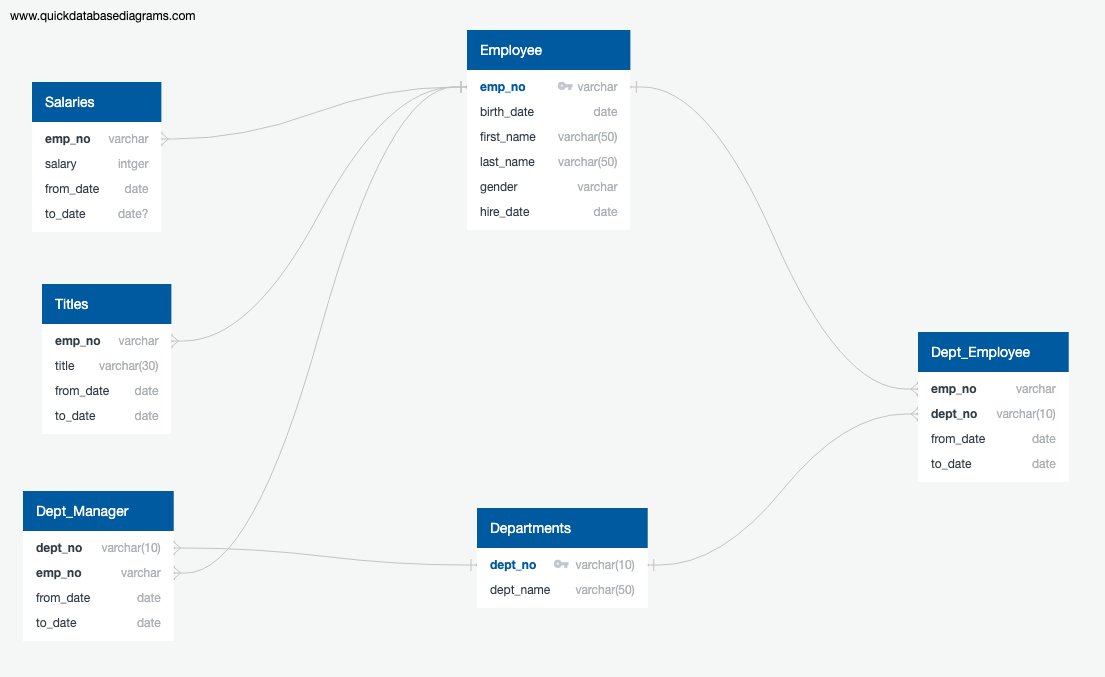 www.quickdatabasediagrams.com
Employee
emp_no varchar
birth_date date
first_name varchar(50)
last_name varchar(50)
gender varchar
hire_date date
Salaries
emp_no varchar
salary intger
from_date date
to_date date?
Titles
emp_no varchar
title varchar(30)
from_date date
to_date date
Dept_Employee
emp_no varchar
dept_no varchar(10)
from_date date
to_date date
Dept_Manager
dept_no varchar(10)
emp_no varchar
from_date date
to_date date
Departments
dept_no varchar(10)
dept_name varchar(50)